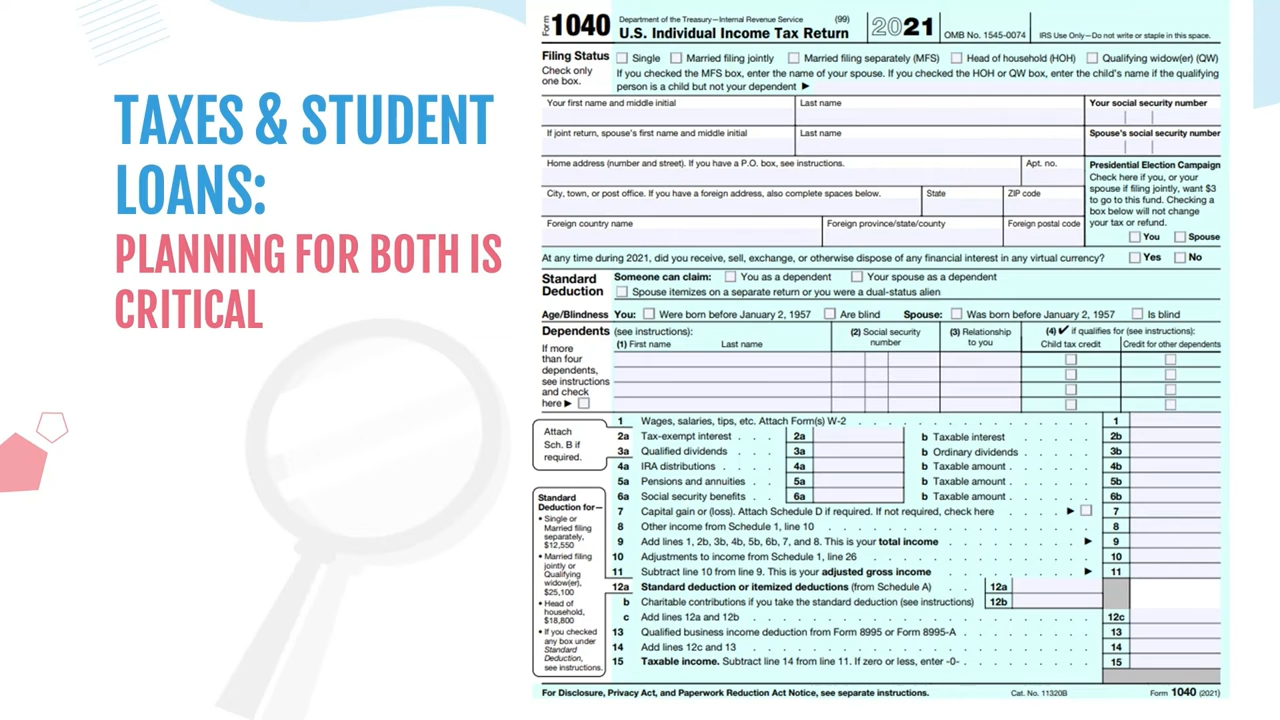 TAXES & STUDENT
LOANS:
PLANNING FOR BOTH IS
CRITICAL
Form 1040 Department of the Treasury—Internal Revenue Service (99)
U.S. Individual Income Tax Return 2021 OMB No. 1545-0074 IRS Use Only—Do not write or staple in this space.
Filing Status Single Married filing jointly Married filing separately (MFS) Head of household (HOH) Qualifying widow(er) (QW)
Check only
one box.
If you checked the MFS box, enter the name of your spouse. If you checked the HOH or QW box, enter the child's name if the qualifying
person is a child but not your dependent ▶
Your first name and middle initial Last name Your social security number
If joint return, spouse's first name and middle initial Last name Spouse's social security number
Home address (number and street). If you have a P.O. box, see instructions. Apt. no.
City, town, or post office. If you have a foreign address, also complete spaces below. State ZIP code
Foreign country name Foreign province/state/county Foreign postal code
Presidential Election Campaign
Check here if you, or your
spouse if filing jointly, want $3
to go to this fund. Checking a
box below will not change
your tax or refund.
You Spouse
At any time during 2021, did you receive, sell, exchange, or otherwise dispose of any financial interest in any virtual currency? Yes No
Standard
Deduction
Someone can claim: You as a dependent Your spouse as a dependent
Spouse itemizes on a separate return or you were a dual-status alien
Age/Blindness You: Were born before January 2, 1957 Are blind Spouse: Was born before January 2, 1957 Is blind
Dependents (see instructions): (2) Social security number (3) Relationship to you (4) ✔ if qualifies for (see instructions):
(1) First name Last name Child tax credit Credit for other dependents
If more
than four
dependents,
see instructions
and check
here ▶
Attach
Sch. B if
required.
1 Wages, salaries, tips, etc. Attach Form(s) W-2 1
2a Tax-exempt interest 2a b Taxable interest 2b
3a Qualified dividends 3a b Ordinary dividends 3b
4a IRA distributions 4a b Taxable amount 4b
5a Pensions and annuities 5a b Taxable amount 5b
6a Social security benefits 6a b Taxable amount 6b
7 Capital gain or (loss). Attach Schedule D if required. If not required, check here ▶ 7
8 Other income from Schedule 1, line 10 8
9 Add lines 1, 2b, 3b, 4b, 5b, 6b, 7, and 8. This is your total income ▶ 9
10 Adjustments to income from Schedule 1, line 26 10
11 Subtract line 10 from line 9. This is your adjusted gross income ▶ 11
12a Standard deduction or itemized deductions (from Schedule A) 12a
b Charitable contributions if you take the standard deduction (see instructions) 12b
c Add lines 12a and 12b 12c
13 Qualified business income deduction from Form 8995 or Form 8995-A 13
14 Add lines 12c and 13 14
15 Taxable income. Subtract line 14 from line 11. If zero or less, enter -0- 15
Standard
Deduction for—
• Single or
Married filing
separately,
$12,550
• Married filing
jointly or
Qualifying
widow(er),
$25,100
• Head of
household,
$18,800
• If you checked
any box under
Standard
Deduction,
see instructions.
For Disclosure, Privacy Act, and Paperwork Reduction Act Notice, see separate instructions. Cat. No. 11320B Form 1040 (2021)